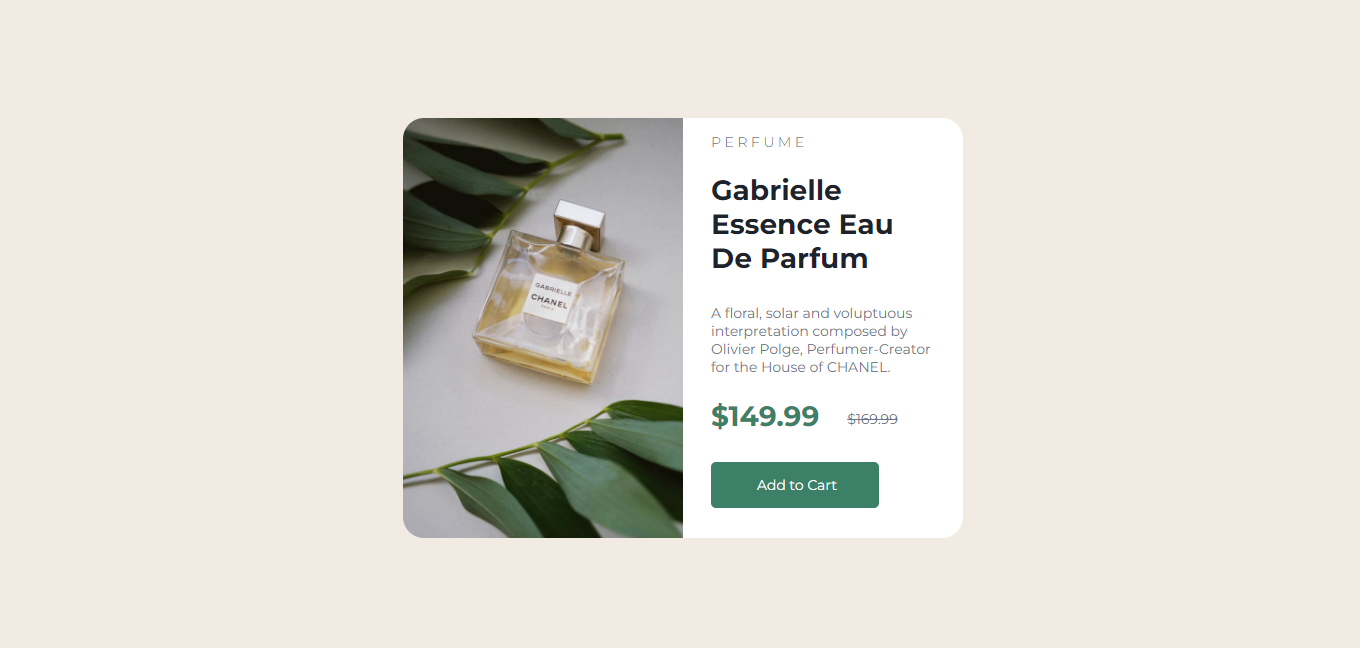 GABRIELLE
CHANEL
PARIS
PERFUME
Gabrielle
Essence Eau
De Parfum
A floral, solar and voluptuous
interpretation composed by
Olivier Polge, Perfumer-Creator
for the House of CHANEL.
$149.99 $169.99
Add to Cart